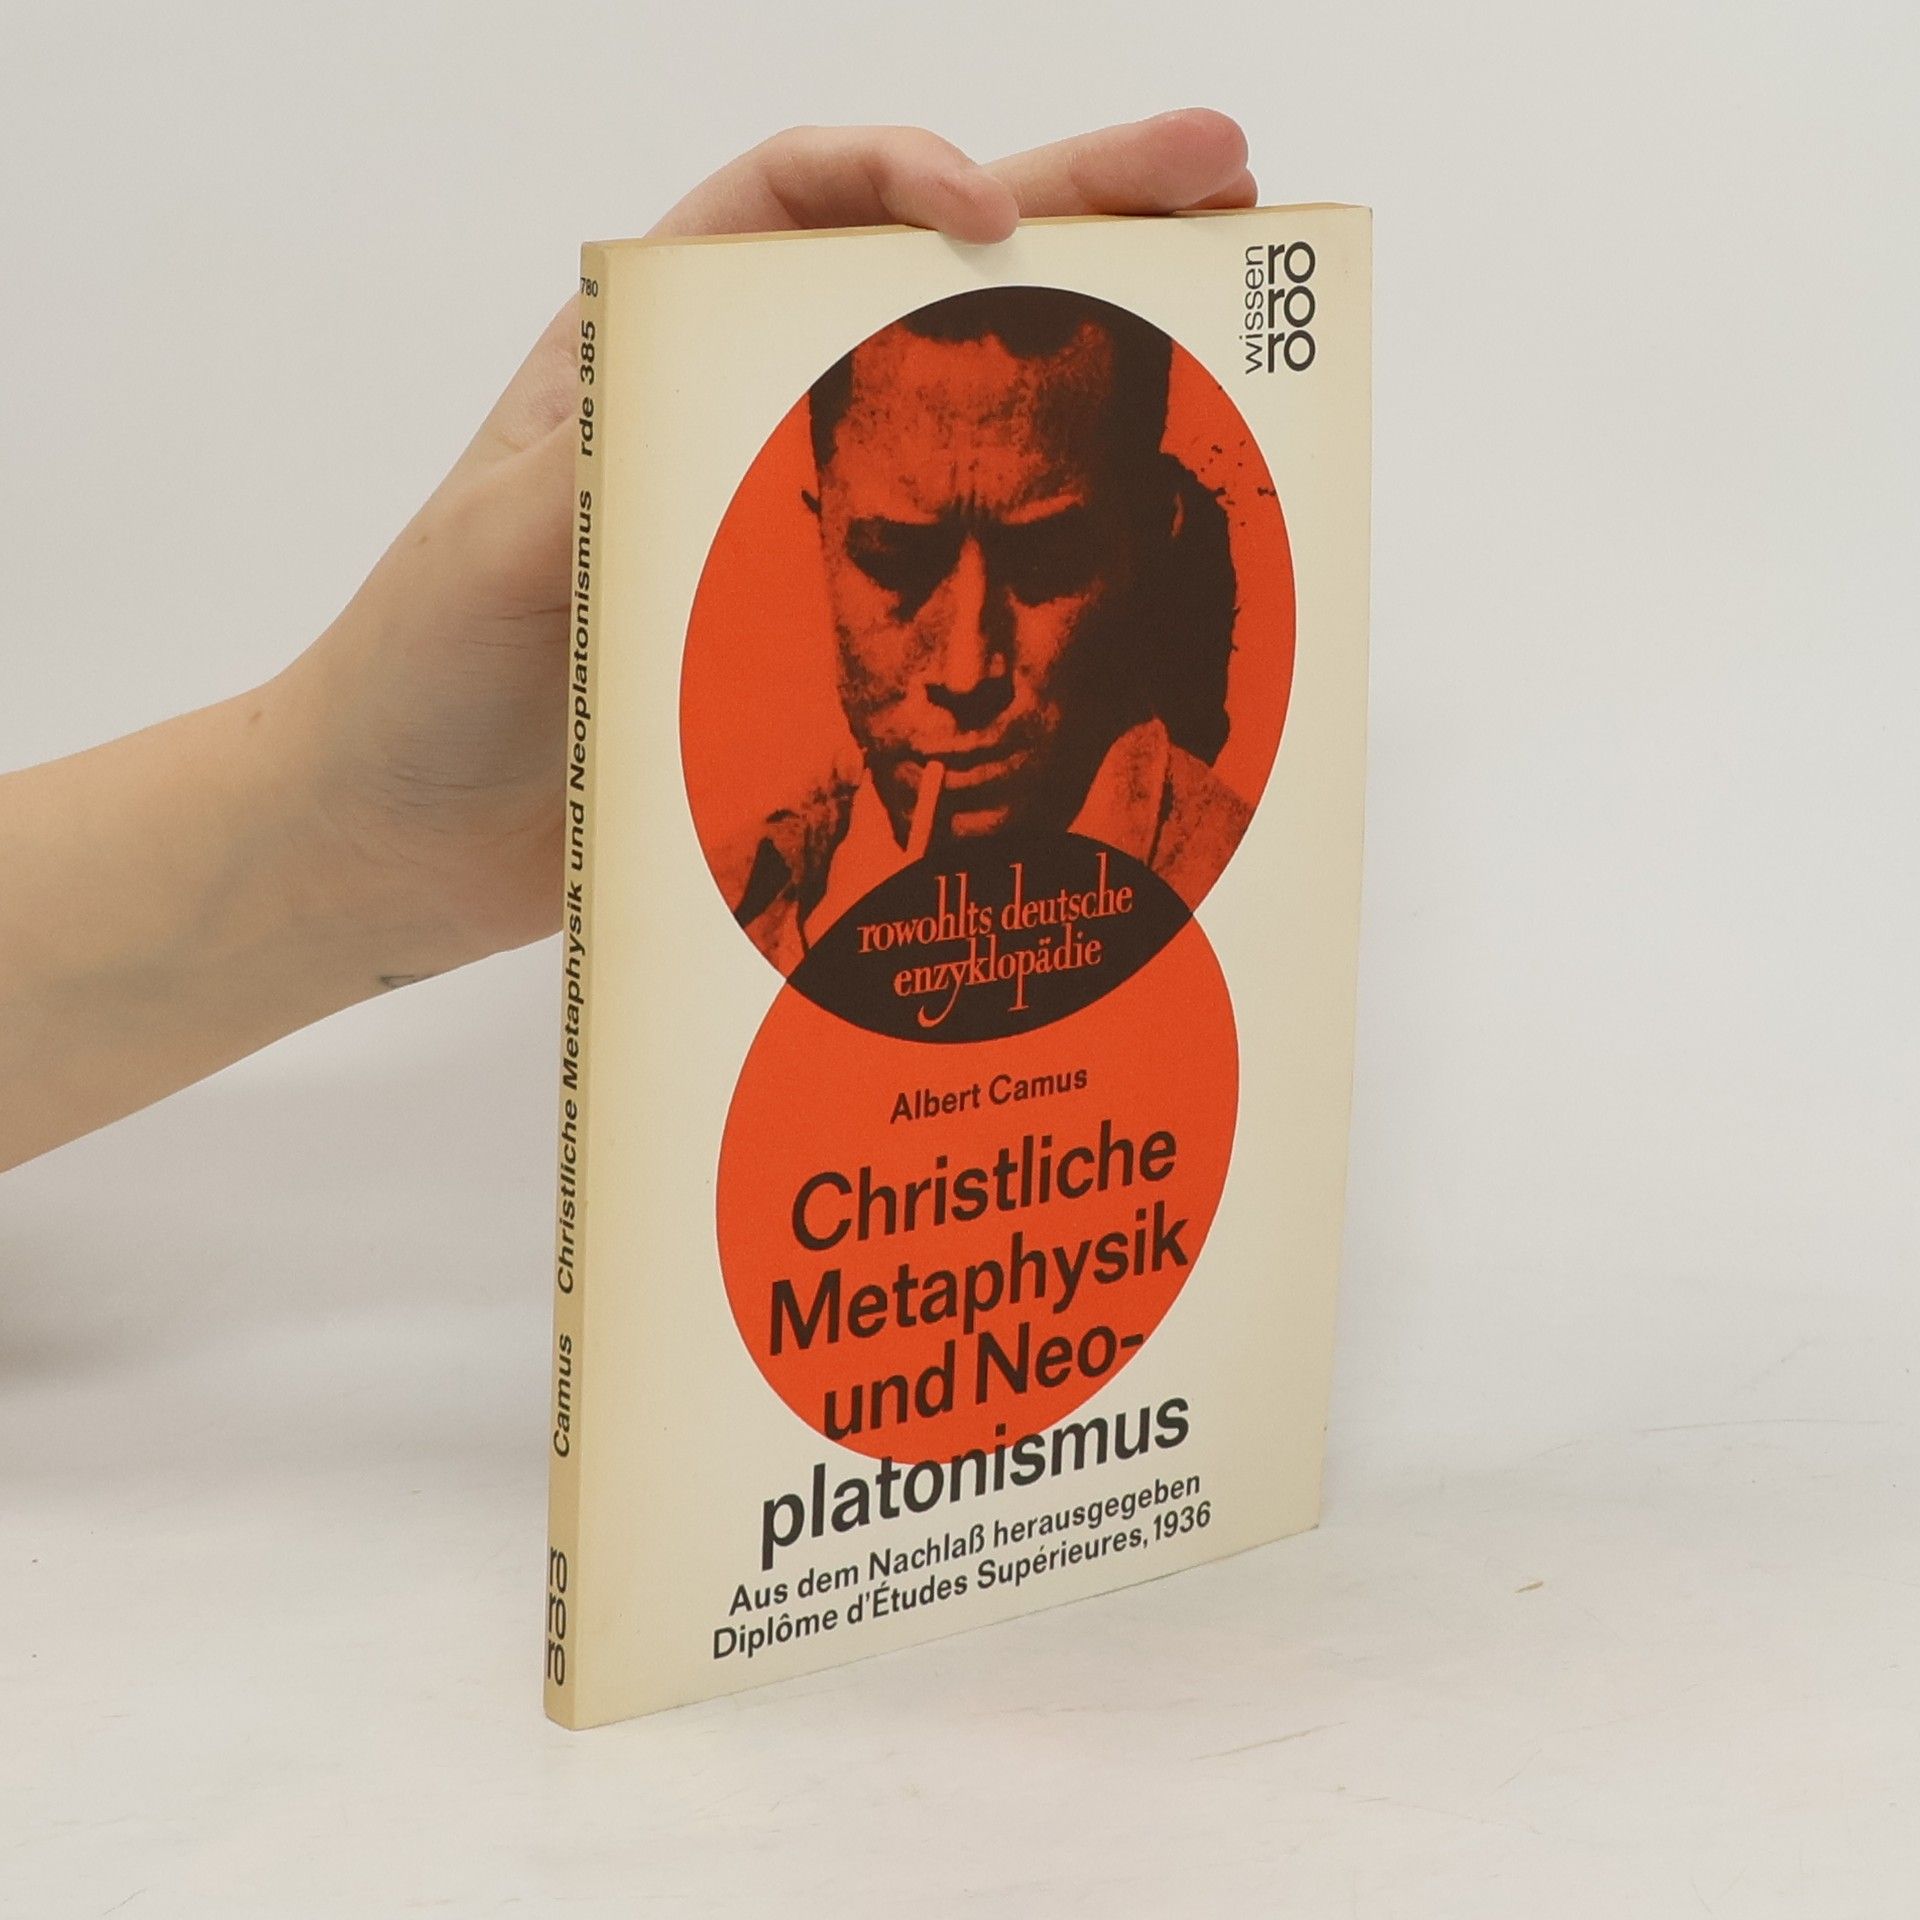 wissen
ro
ro
ro
rowohlts deutsche
enzyklopädie
Albert Camus
Christliche
Metaphysik
und Neo-
platonismus
Aus dem Nachlaß herausgegeben
Diplôme d'Études Supérieures, 1936
780
Camus Christliche Metaphysik und Neoplatonismus rde 385
ro
ro
ro